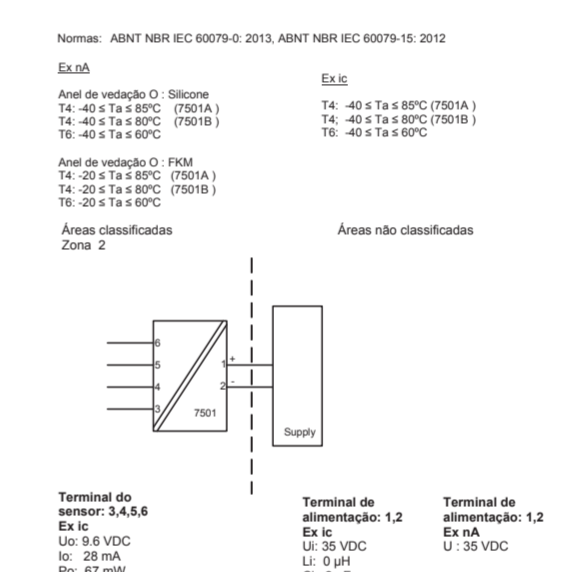 Normas: ABNT NBR IEC 60079-0: 2013, ABNT NBR IEC 60079-15: 2012
Ex nA
Anel de vedação O : Silicone
T4: -40 ≤ Ta ≤ 85ºC (7501A )
T4: -40 ≤ Ta ≤ 80ºC (7501B )
T6: -40 ≤ Ta ≤ 60ºC
Anel de vedação O : FKM
T4: -20 ≤ Ta ≤ 85ºC (7501A )
T4: -20 ≤ Ta ≤ 80ºC (7501B )
T6: -20 ≤ Ta ≤ 60ºC
Ex ic
T4: -40 ≤ Ta ≤ 85ºC (7501A )
T4; -40 ≤ Ta ≤ 80ºC (7501B )
T6: -40 ≤ Ta ≤ 60ºC
Áreas classificadas
Zona 2
Áreas não classificadas
6
5
4
3
1 +
2 -
7501
Supply
Terminal do
sensor: 3,4,5,6
Ex ic
Uo: 9.6 VDC
Io: 28 mA
Po: 67 mW
Terminal de
alimentação: 1,2
Ex ic
Ui: 35 VDC
Li: 0 µH
Terminal de
alimentação: 1,2
Ex nA
U : 35 VDC